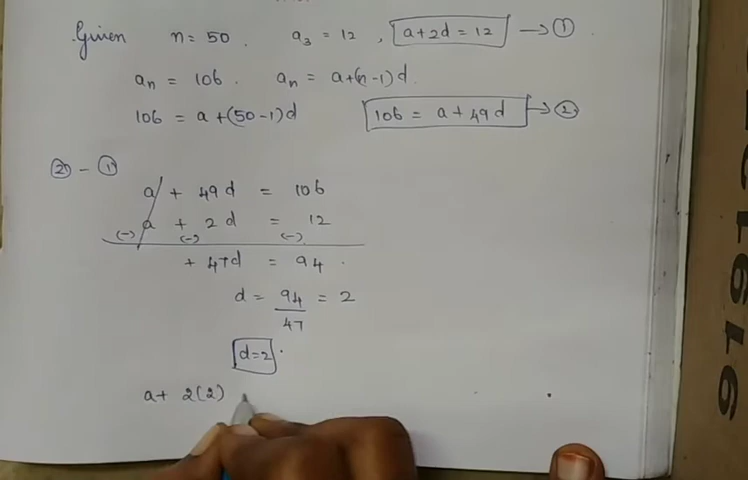 Given n = 50. a₃ = 12, a+2d = 12 → ①.
aₙ = 106. aₙ = a+(n-1)d.
106 = a+(50-1)d 106 = a+49d → ②
② - ①
a + 49d = 106
a + 2d = 12
(-) (-) (-)
+ 47d = 94.
d = 94/47 = 2
d=2.
a+ 2(2)
9191